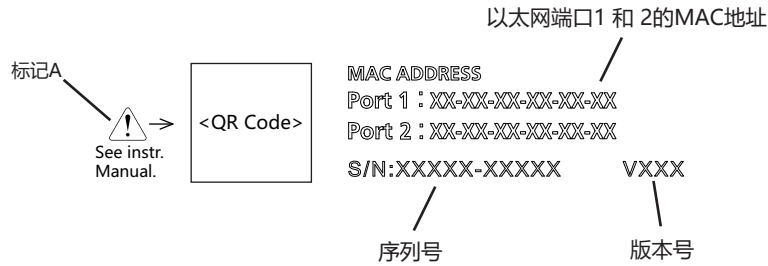 以太网端口1 和 2的MAC地址
标记A
MAC ADDRESS
Port 1：XX-XX-XX-XX-XX-XX
<QR Code>
Port 2：XX-XX-XX-XX-XX-XX
See instr.
Manual.
S/N:XXXXX-XXXXX VXXX
序列号
版本号